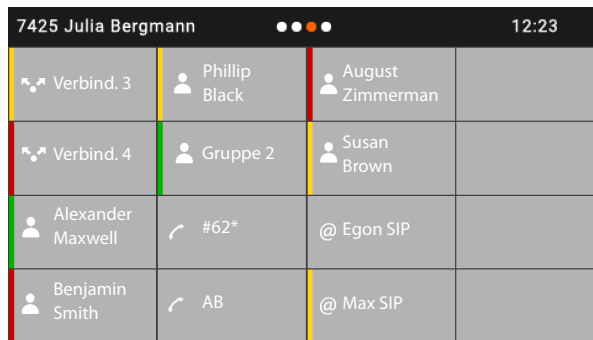 7425 Julia Bergmann 12:23
Verbind. 3
Phillip
Black
August
Zimmerman
Verbind. 4
Gruppe 2
Susan
Brown
Alexander
Maxwell
#62*
@ Egon SIP
Benjamin
Smith
AB
@ Max SIP